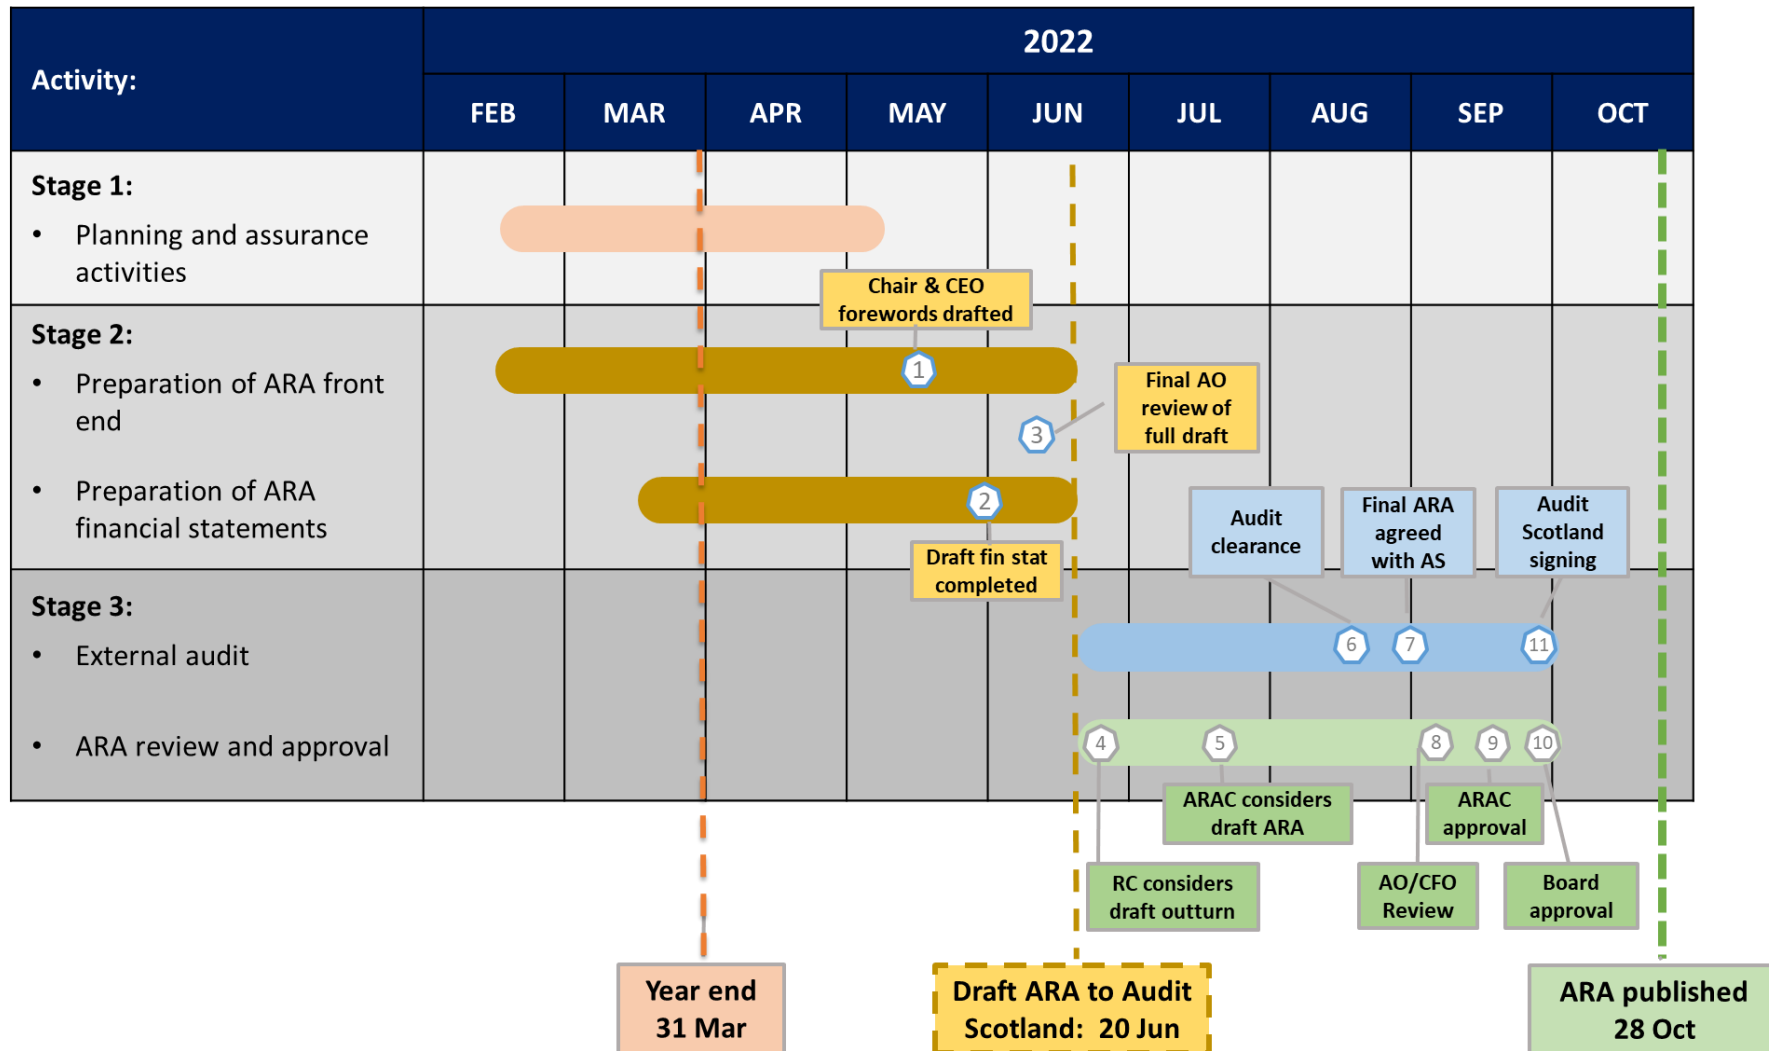 Activity:
2022
FEB
MAR
APR
MAY
JUN
JUL
AUG
SEP
OCT
Stage 1:
• Planning and assurance
activities
Chair & CEO
forewords drafted
Stage 2:
• Preparation of ARA front
end
1
Final AO
review of
full draft
3
• Preparation of ARA
financial statements
2
Draft fin stat
completed
Audit
clearance
Final ARA
agreed
with AS
Audit
Scotland
signing
Stage 3:
• External audit
6
7
11
• ARA review and approval
4
5
8
9
10
ARAC considers
draft ARA
ARAC
approval
RC considers
draft outturn
AO/CFO
Review
Board
approval
Year end
31 Mar
Draft ARA to Audit
Scotland: 20 Jun
ARA published
28 Oct